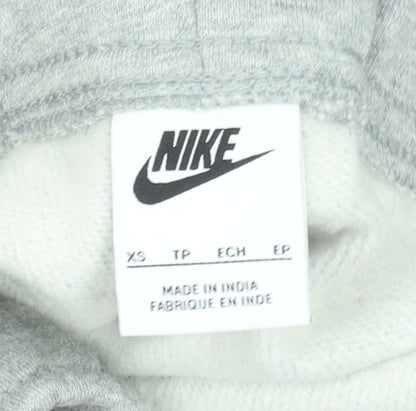 NIKE
XS TP ECH EP
MADE IN INDIA
FABRIQUE EN INDE